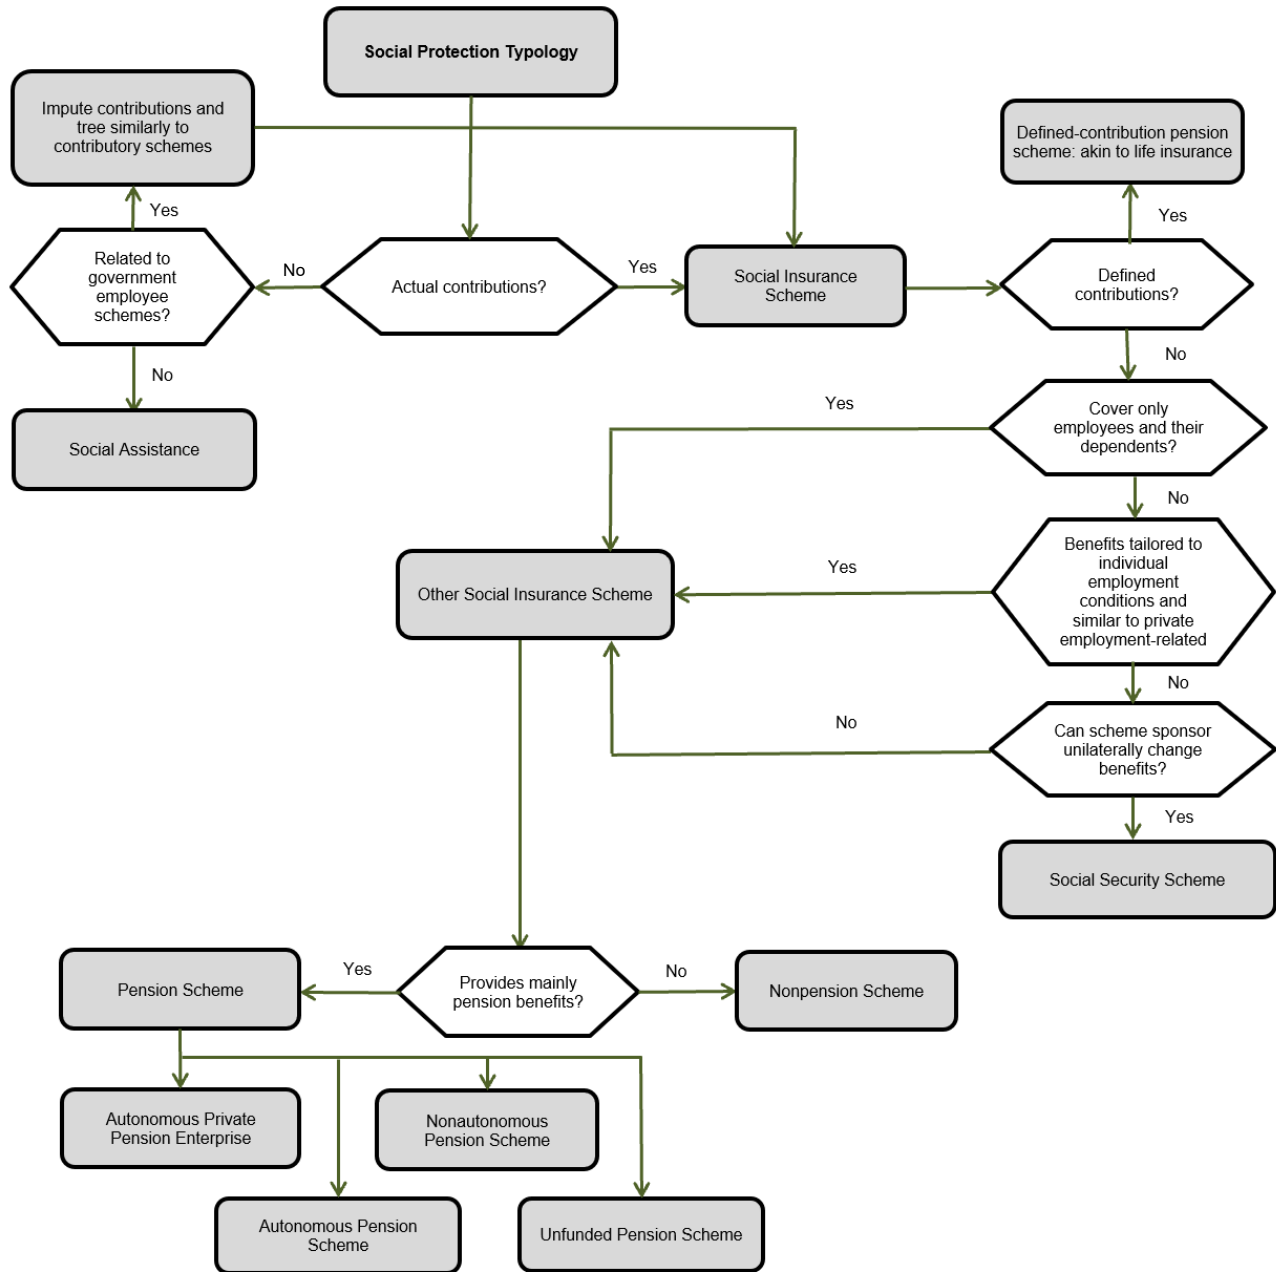 Social Protection Typology
Impute contributions and
tree similarly to
contributory schemes
Defined-contribution pension
scheme: akin to life insurance
Yes
Yes
Related to
government
employee
schemes?
No
Actual contributions?
Yes
Social Insurance
Scheme
Defined
contributions?
No
No
Social Assistance
Yes
Cover only
employees and their
dependents?
No
Other Social Insurance Scheme
Yes
Benefits tailored to
individual
employment
conditions and
similar to private
employment-related
No
No
Can scheme sponsor
unilaterally change
benefits?
Yes
Social Security Scheme
Pension Scheme
Yes
Provides mainly
pension benefits?
No
Nonpension Scheme
Autonomous Private
Pension Enterprise
Nonautonomous
Pension Scheme
Autonomous Pension
Scheme
Unfunded Pension Scheme